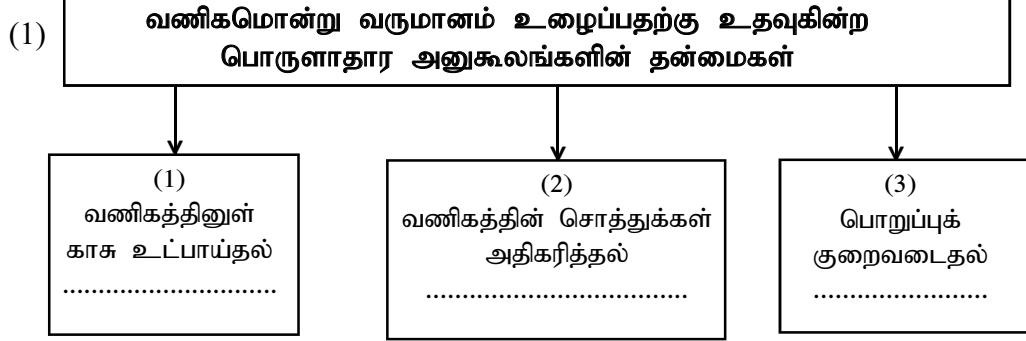 (1)
வணிகமொன்று வருமானம் உழைப்பதற்கு உதவுகின்ற
பொருளாதார அனுகூலங்களின் தன்மைகள்
(1)
வணிகத்தினுள்
காசு உட்பாய்தல்
..............................
(2)
வணிகத்தின் சொத்துக்கள்
அதிகரித்தல்
.....................................
(3)
பொறுப்புக்
குறைவடைதல்
........................